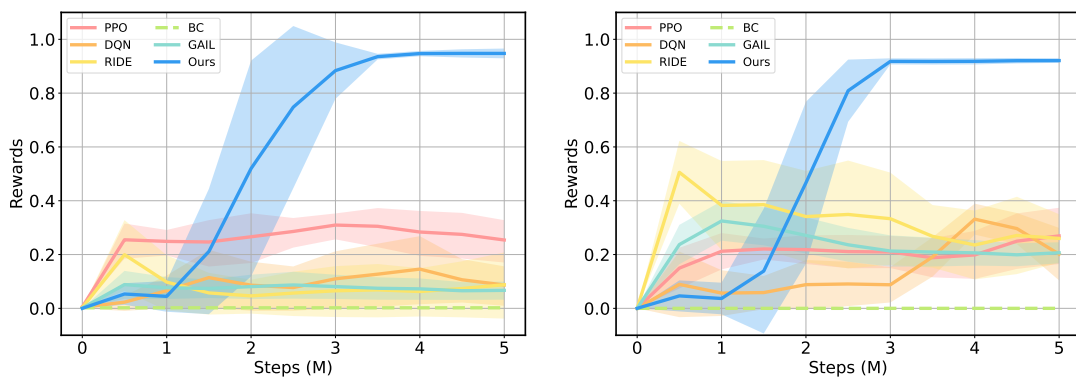 PPO
DQN
RIDE
BC
GAIL
Ours
1.0
0.8
0.6
0.4
0.2
0.0
Rewards
0 1 2 3 4 5
Steps (M)
PPO
DQN
RIDE
BC
GAIL
Ours
1.0
0.8
0.6
0.4
0.2
0.0
Rewards
0 1 2 3 4 5
Steps (M)